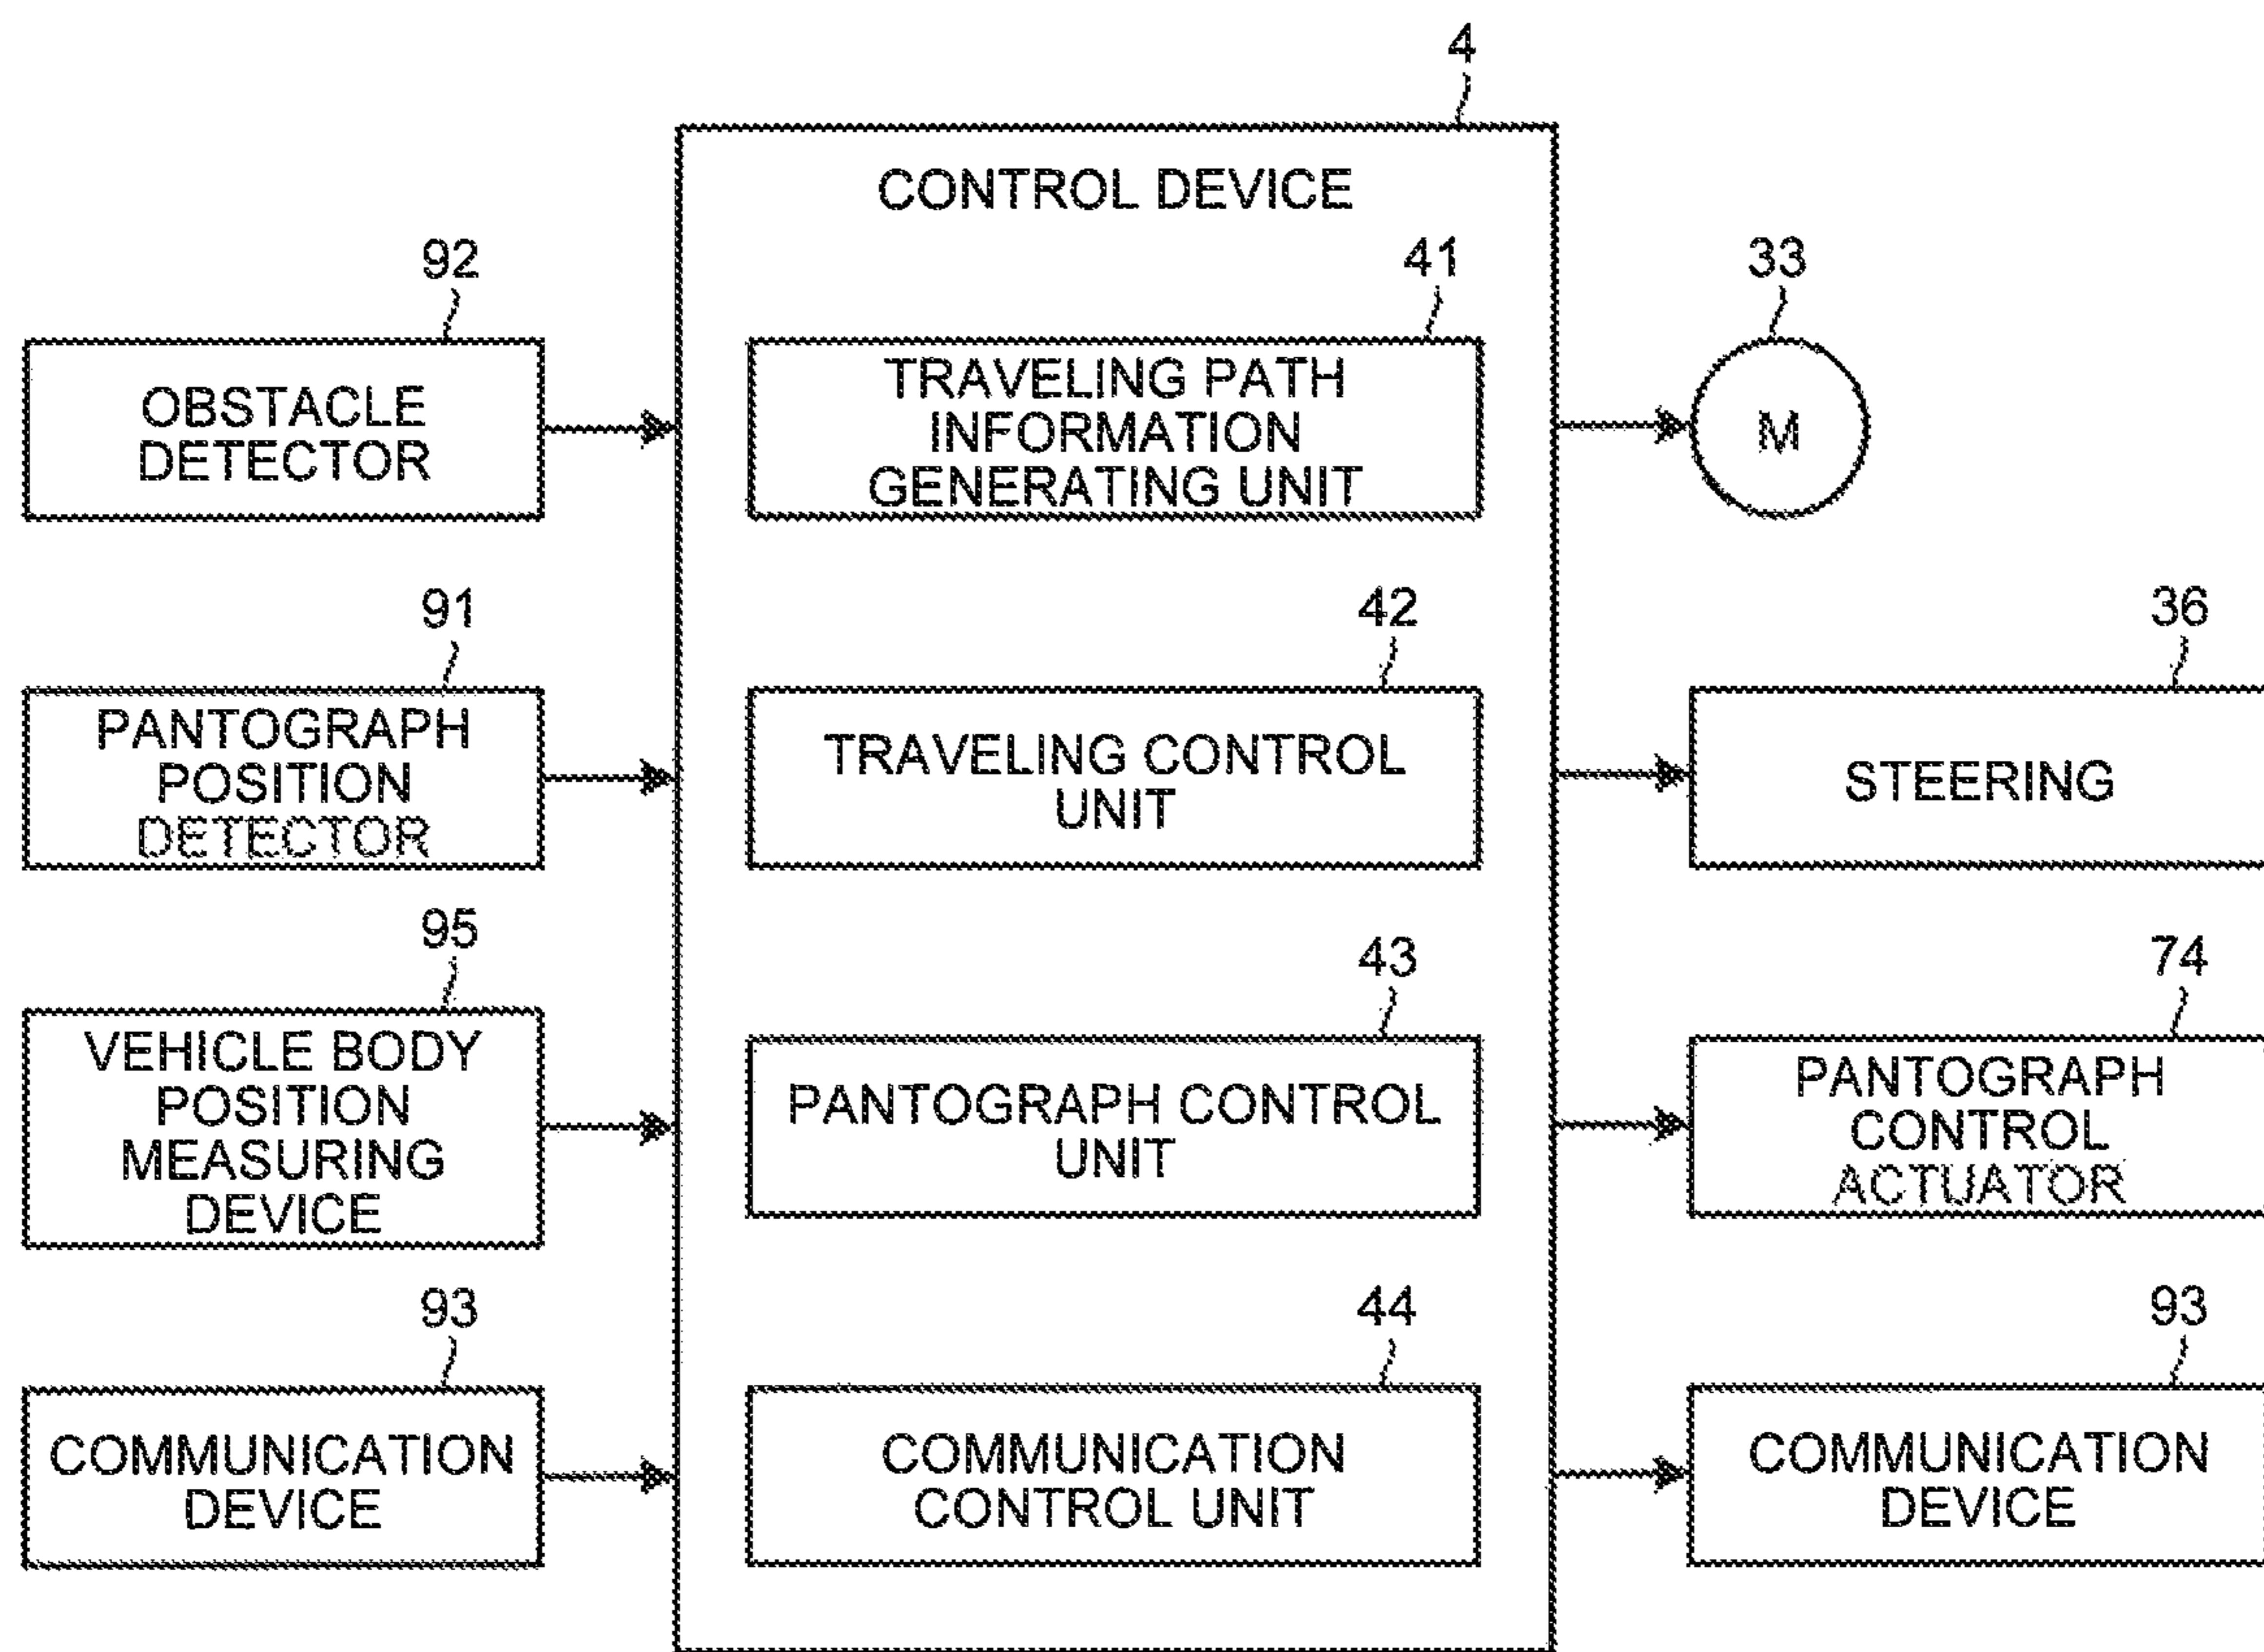 4
CONTROL DEVICE
92
OBSTACLE
DETECTOR
91
PANTOGRAPH
POSITION
DETECTOR
95
VEHICLE BODY
POSITION
MEASURING
DEVICE
93
COMMUNICATION
DEVICE
41
TRAVELING PATH
INFORMATION
GENERATING UNIT
42
TRAVELING CONTROL
UNIT
43
PANTOGRAPH CONTROL
UNIT
44
COMMUNICATION
CONTROL UNIT
33
M
36
STEERING
74
PANTOGRAPH
CONTROL
ACTUATOR
93
COMMUNICATION
DEVICE